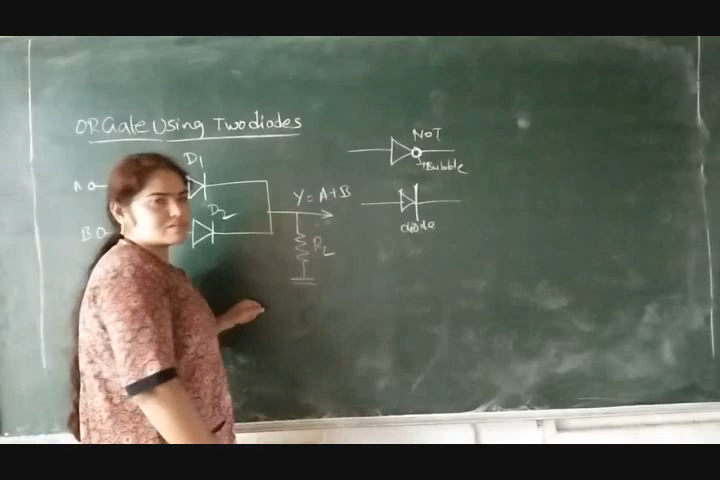 OR Gate Using Two diodes
NOT
Bubble
D1
A
Y = A+B
D2
B
RL
diode